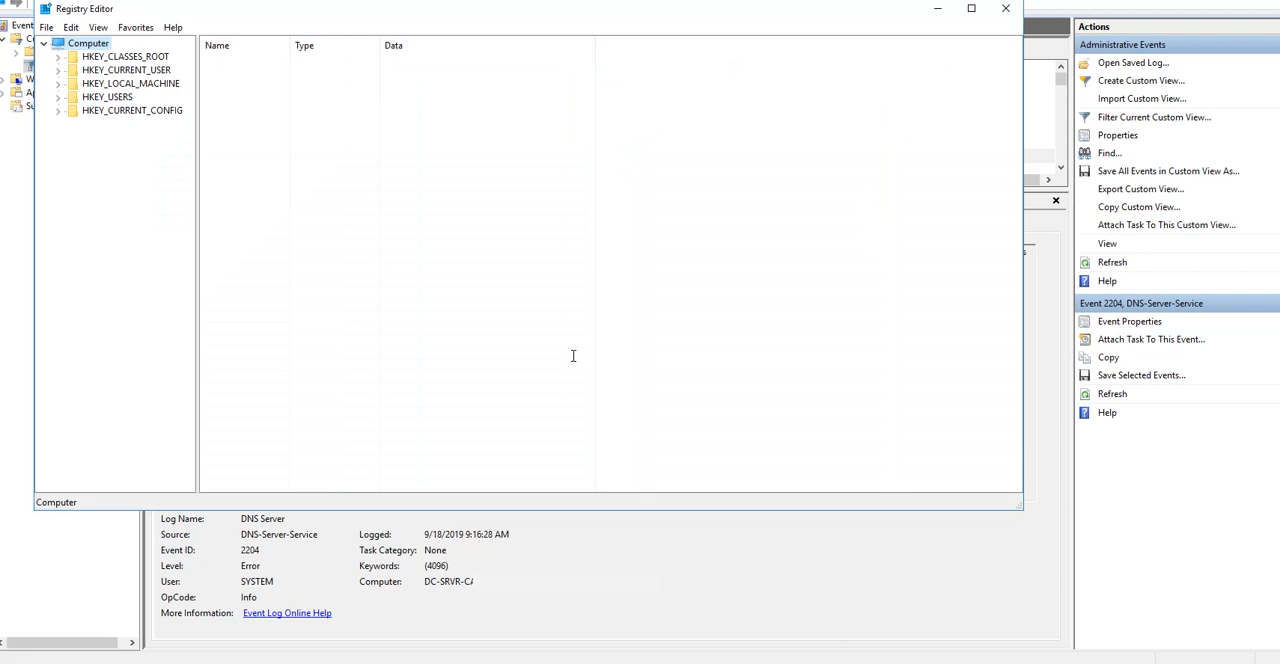 Registry Editor
File Edit View Favorites Help
Computer
HKEY_CLASSES_ROOT
HKEY_CURRENT_USER
HKEY_LOCAL_MACHINE
HKEY_USERS
HKEY_CURRENT_CONFIG
Name Type Data
Computer
Event
Log Name: DNS Server
Source: DNS-Server-Service Logged: 9/18/2019 9:16:28 AM
Event ID: 2204 Task Category: None
Level: Error Keywords: (4096)
User: SYSTEM Computer: DC-SRVR-CA
OpCode: Info
More Information: Event Log Online Help
Actions
Administrative Events
Open Saved Log...
Create Custom View...
Import Custom View...
Filter Current Custom View...
Properties
Find...
Save All Events in Custom View As...
Export Custom View...
Copy Custom View...
Attach Task To This Custom View...
View
Refresh
Help
Event 2204, DNS-Server-Service
Event Properties
Attach Task To This Event...
Copy
Save Selected Events...
Refresh
Help